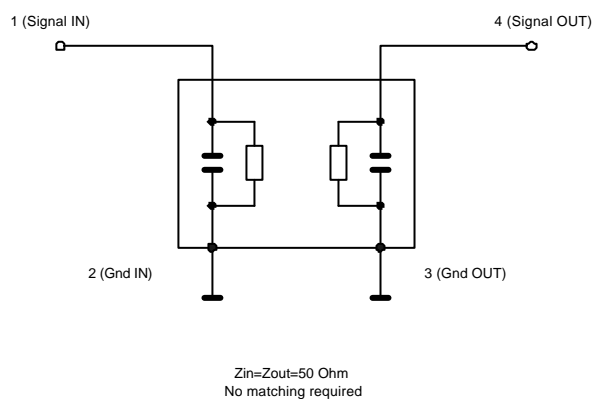 1 (Signal IN)
4 (Signal OUT)
2 (Gnd IN)
3 (Gnd OUT)
Zin=Zout=50 Ohm
No matching required